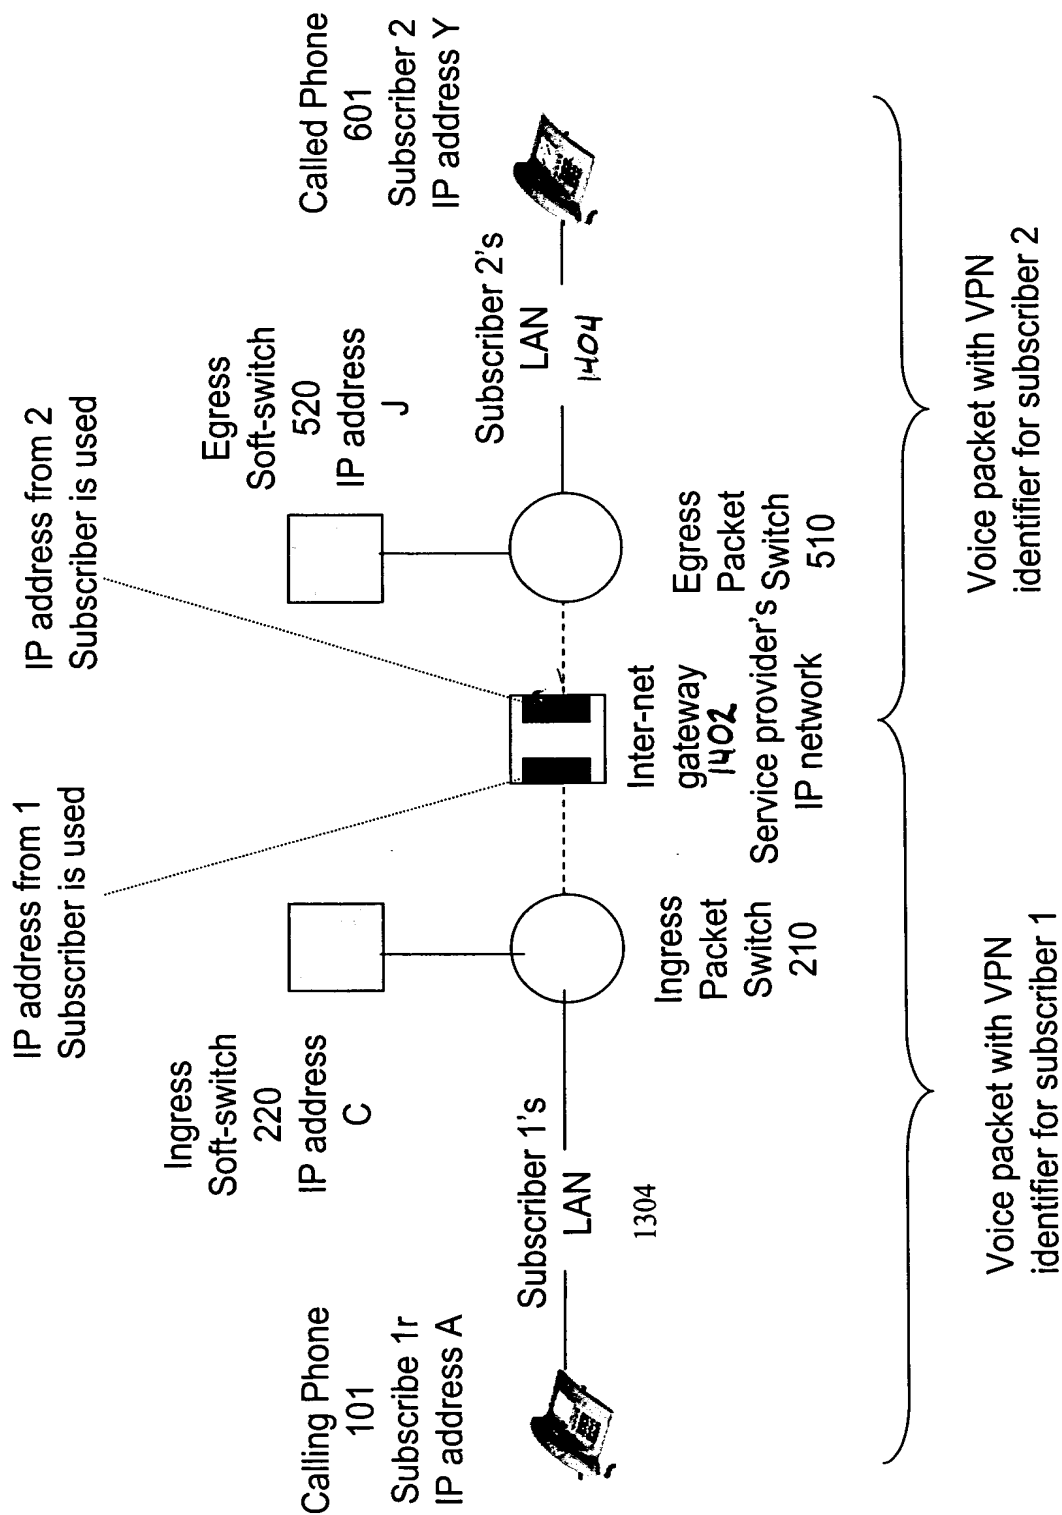 IP address from 1
Subscriber is used
IP address from 2
Subscriber is used
Ingress
Soft-switch
220
IP address
C
Egress
Soft-switch
520
IP address
J
Calling Phone
101
Subscribe 1r
IP address A
Called Phone
601
Subscriber 2
IP address Y
Subscriber 1's
LAN
1304
Subscriber 2's
LAN
1404
Ingress
Packet
Switch
210
Inter-net
gateway
1402
Service provider's
IP network
Egress
Packet
Switch
510
Voice packet with VPN
identifier for subscriber 1
Voice packet with VPN
identifier for subscriber 2